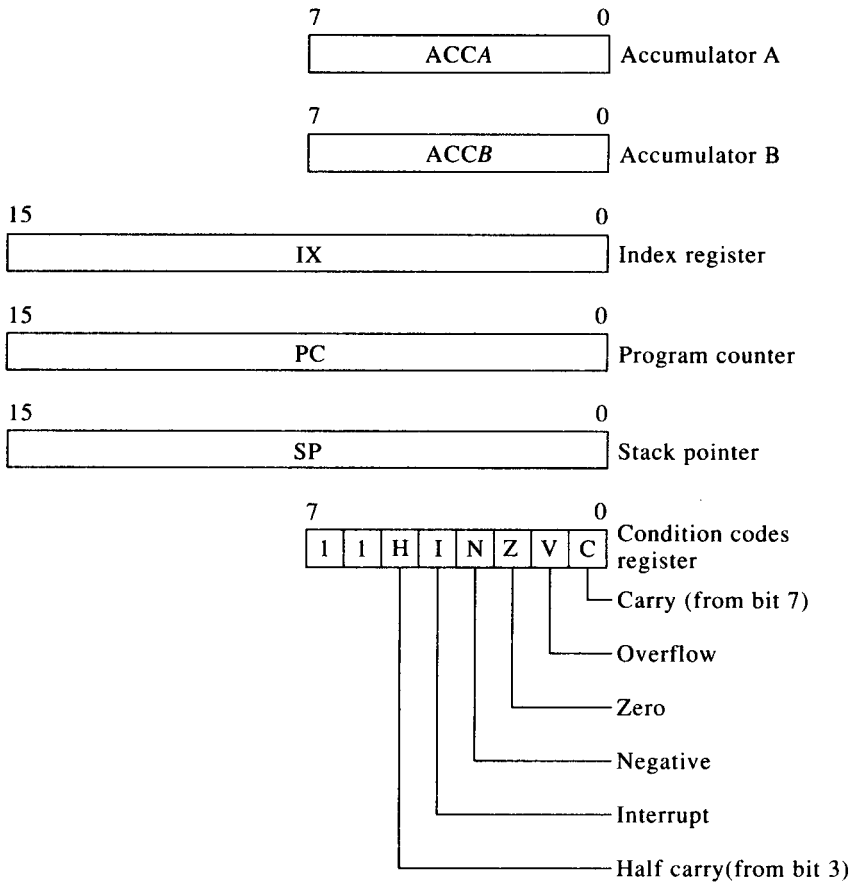 7 0
ACCA Accumulator A
7 0
ACCB Accumulator B
15 0
IX Index register
15 0
PC Program counter
15 0
SP Stack pointer
7 0
1 1 H I N Z V C Condition codes
register
Carry (from bit 7)
Overflow
Zero
Negative
Interrupt
Half carry(from bit 3)